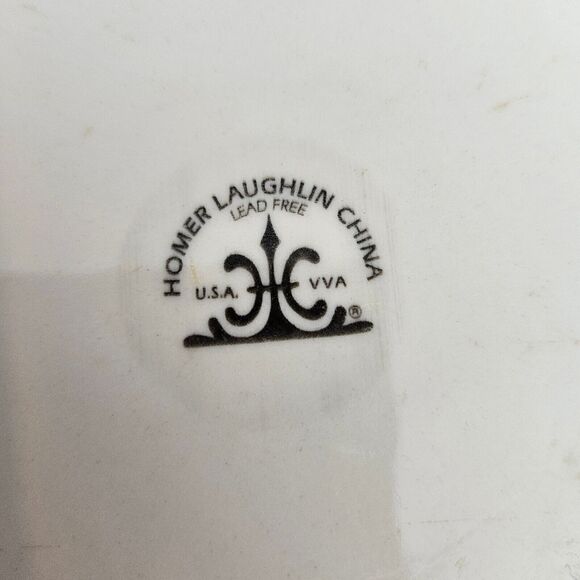 HOMER LAUGHLIN CHINA
LEAD FREE
U.S.A. VVA
®